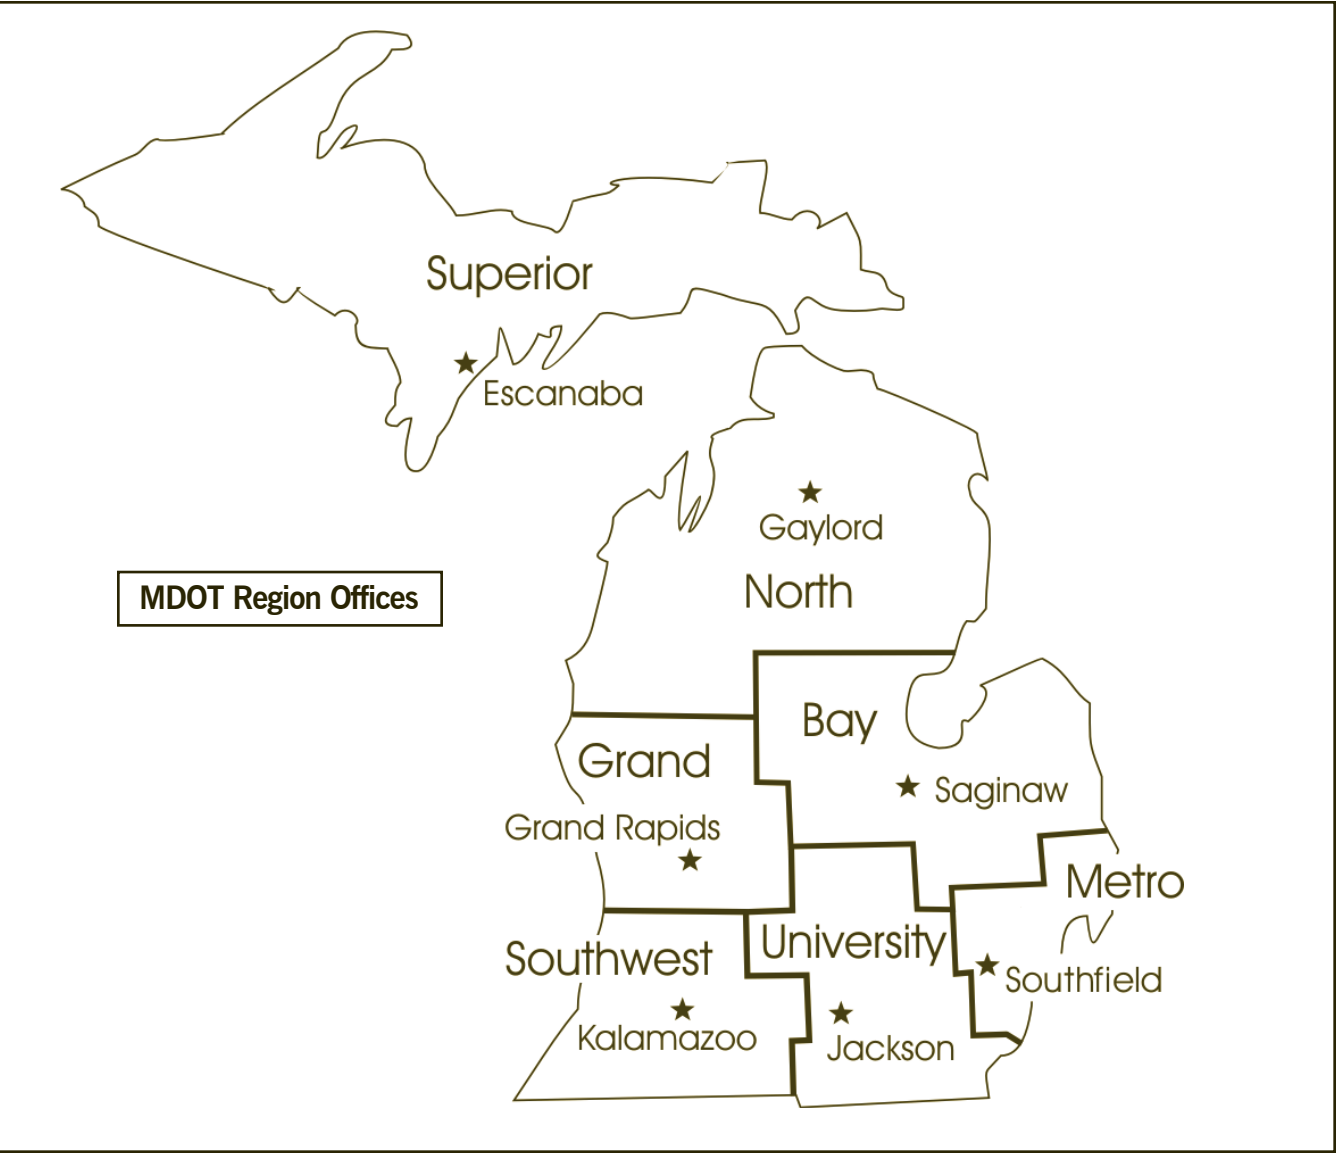 Superior
Escanaba
Gaylord
MDOT Region Offices
North
Bay
Grand
Saginaw
Grand Rapids
Metro
University
Southwest
Southfield
Kalamazoo
Jackson